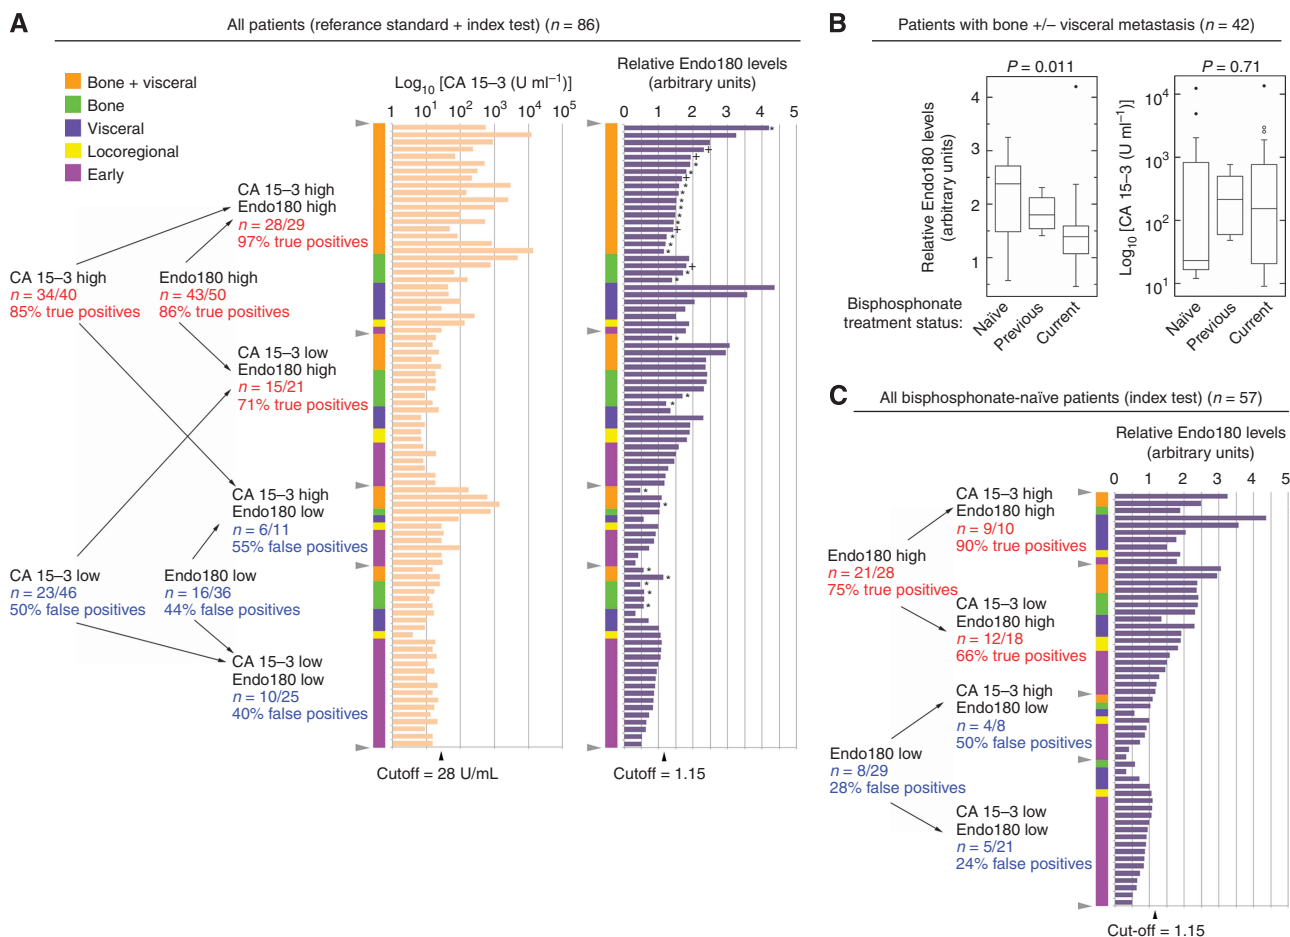 A
All patients (referance standard + index test) (n = 86)
Bone + visceral
Bone
Visceral
Locoregional
Early
Log10 [CA 15–3 (U ml−1)]
1 10¹ 10² 10³ 10⁴ 10⁵
Relative Endo180 levels
(arbitrary units)
0 1 2 3 4 5
CA 15–3 high
Endo180 high
n = 28/29
97% true positives
CA 15–3 high
n = 34/40
85% true positives
Endo180 high
n = 43/50
86% true positives
CA 15–3 low
Endo180 high
n = 15/21
71% true positives
CA 15–3 high
Endo180 low
n = 6/11
55% false positives
CA 15–3 low
n = 23/46
50% false positives
Endo180 low
n = 16/36
44% false positives
CA 15–3 low
Endo180 low
n = 10/25
40% false positives
Cutoff = 28 U/mL
Cutoff = 1.15
B
Patients with bone +/– visceral metastasis (n = 42)
P = 0.011
Relative Endo180 levels
(arbitrary units)
4
3
2
1
P = 0.71
Log10 [CA 15–3 (U ml−1)]
10⁴
10³
10²
10¹
Bisphosphonate
treatment status:
Naïve
Previous
Current
Naïve
Previous
Current
C
All bisphosphonate-naïve patients (index test) (n = 57)
Relative Endo180 levels
(arbitrary units)
0 1 2 3 4 5
CA 15–3 high
Endo180 high
n = 9/10
90% true positives
Endo180 high
n = 21/28
75% true positives
CA 15–3 low
Endo180 high
n = 12/18
66% true positives
CA 15–3 high
Endo180 low
n = 4/8
50% false positives
Endo180 low
n = 8/29
28% false positives
CA 15–3 low
Endo180 low
n = 5/21
24% false positives
Cut-off = 1.15